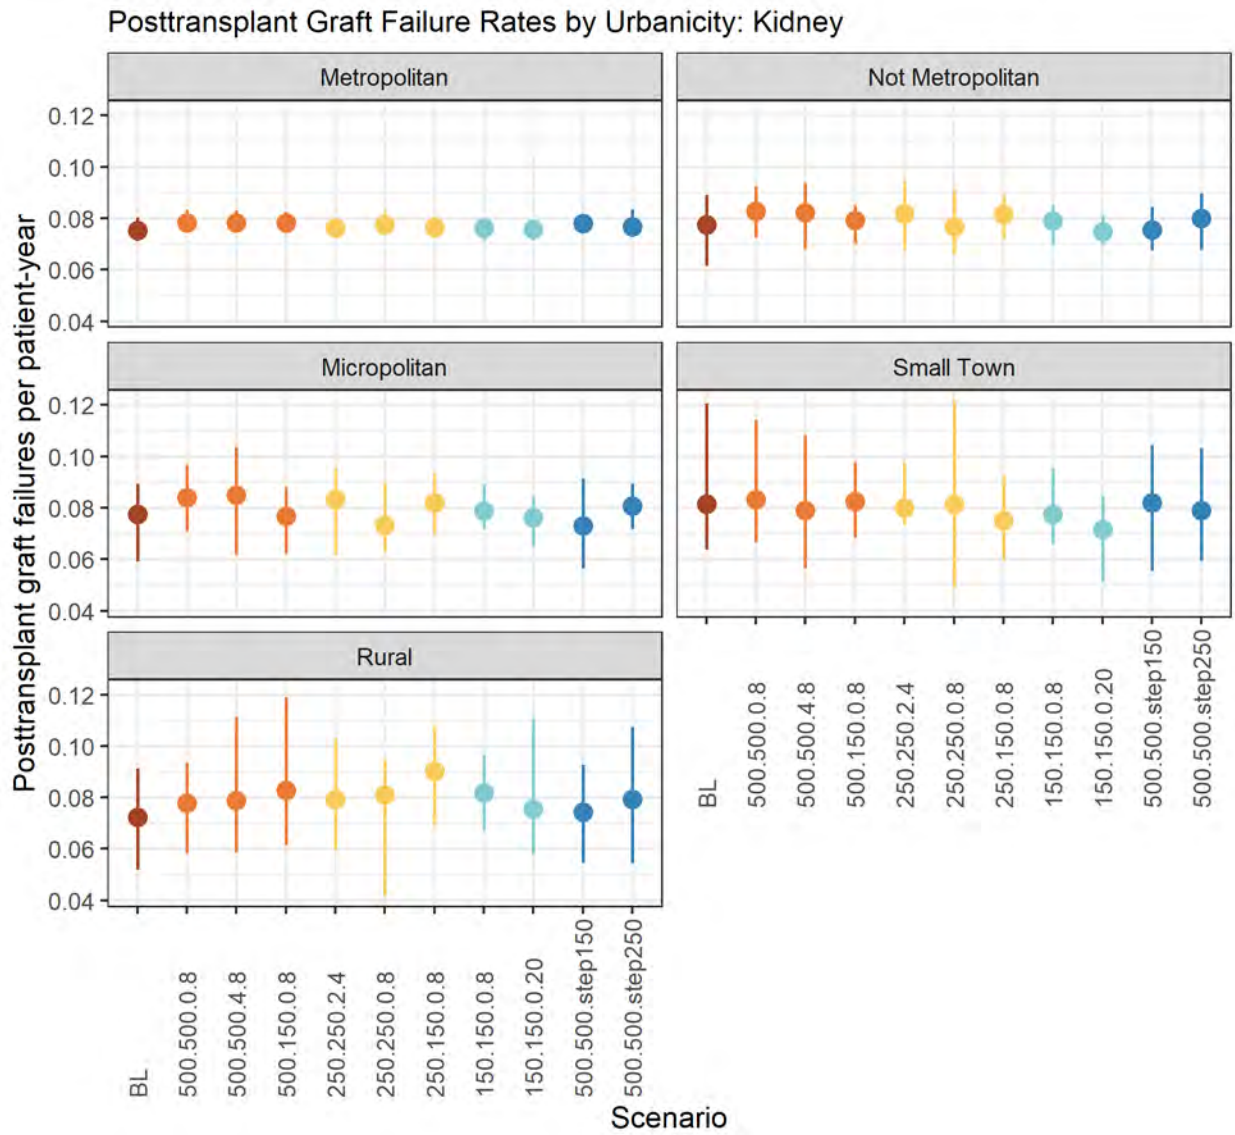 Posttransplant Graft Failure Rates by Urbanicity: Kidney
Posttransplant graft failures per patient-year
Metropolitan
0.12
0.10
0.08
0.06
0.04
Not Metropolitan
Micropolitan
0.12
0.10
0.08
0.06
0.04
Small Town
BL
500.500.0.8
500.500.4.8
500.150.0.8
250.250.2.4
250.250.0.8
250.150.0.8
150.150.0.8
150.150.0.20
500.500.step150
500.500.step250
Rural
0.12
0.10
0.08
0.06
0.04
BL
500.500.0.8
500.500.4.8
500.150.0.8
250.250.2.4
250.250.0.8
250.150.0.8
150.150.0.8
150.150.0.20
500.500.step150
500.500.step250
Scenario